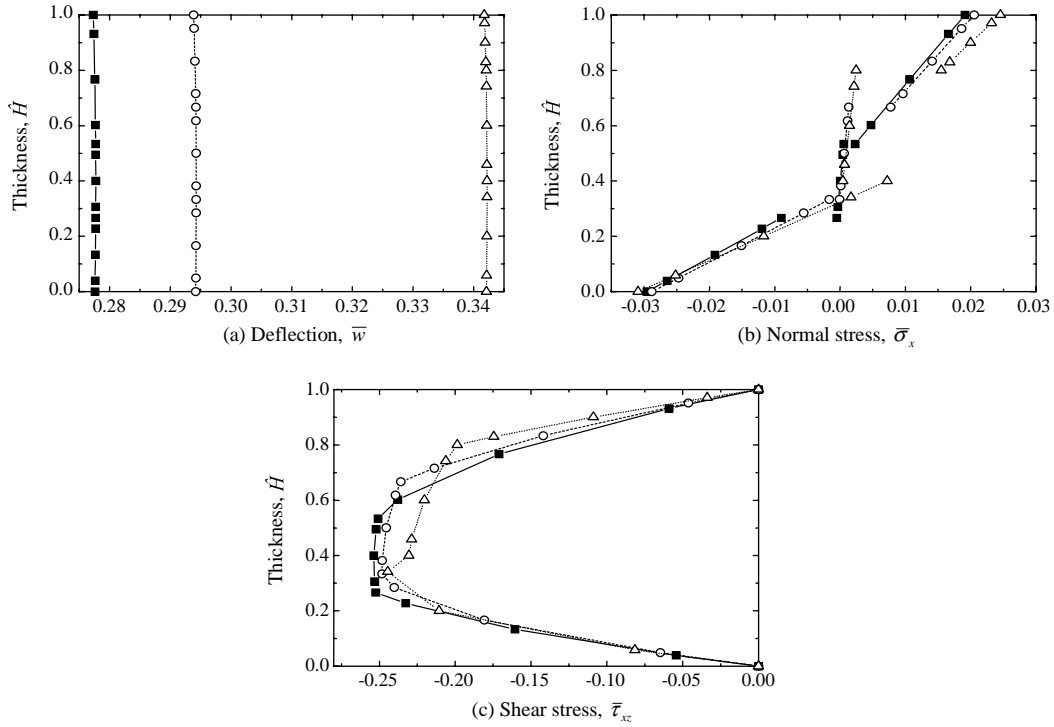 1.0
0.8
0.6
0.4
0.2
0.0
Thickness, Ĥ
0.28 0.29 0.30 0.31 0.32 0.33 0.34
(a) Deflection, w̅
1.0
0.8
0.6
0.4
0.2
0.0
Thickness, Ĥ
-0.03 -0.02 -0.01 0.00 0.01 0.02 0.03
(b) Normal stress, σ̅ₓ
1.0
0.8
0.6
0.4
0.2
0.0
Thickness, Ĥ
-0.25 -0.20 -0.15 -0.10 -0.05 0.00
(c) Shear stress, τ̅xz